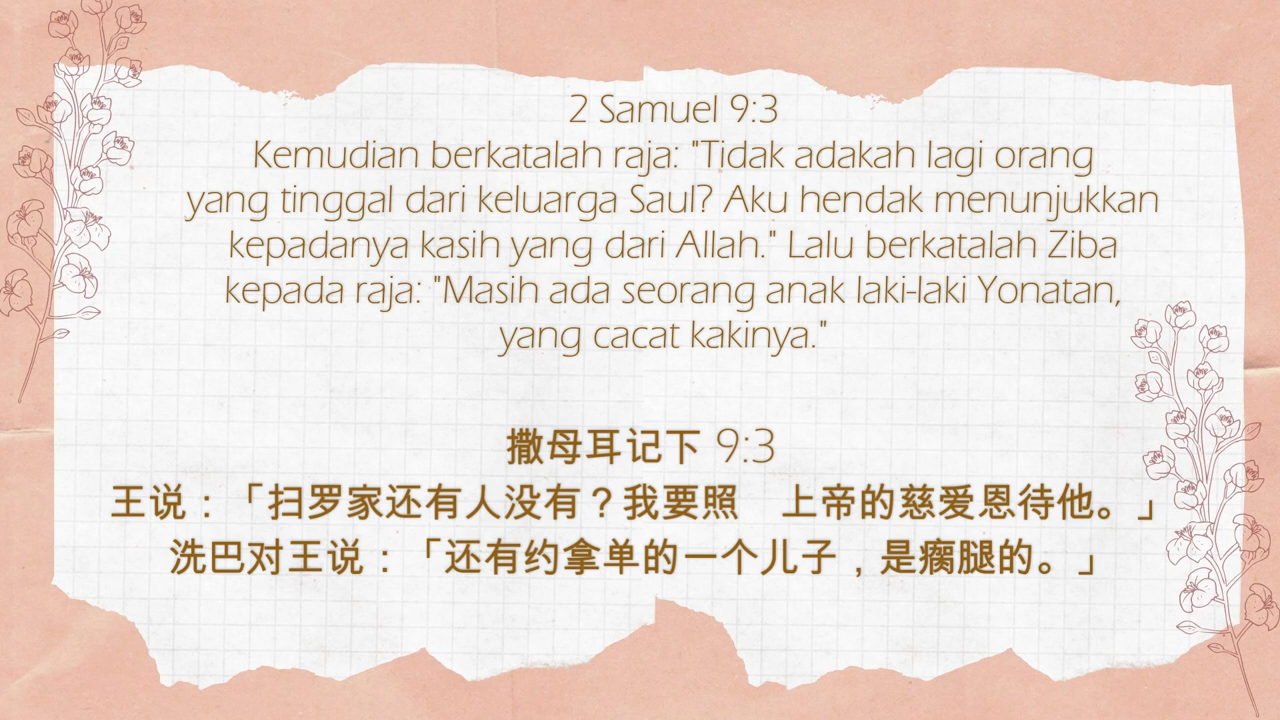 2 Samuel 9:3
Kemudian berkatalah raja: "Tidak adakah lagi orang
yang tinggal dari keluarga Saul? Aku hendak menunjukkan
kepadanya kasih yang dari Allah." Lalu berkatalah Ziba
kepada raja: "Masih ada seorang anak laki-laki Yonatan,
yang cacat kakinya."
撒母耳记下 9:3
王说：「扫罗家还有人没有？我要照　上帝的慈爱恩待他。」
洗巴对王说：「还有约拿单的一个儿子，是瘸腿的。」